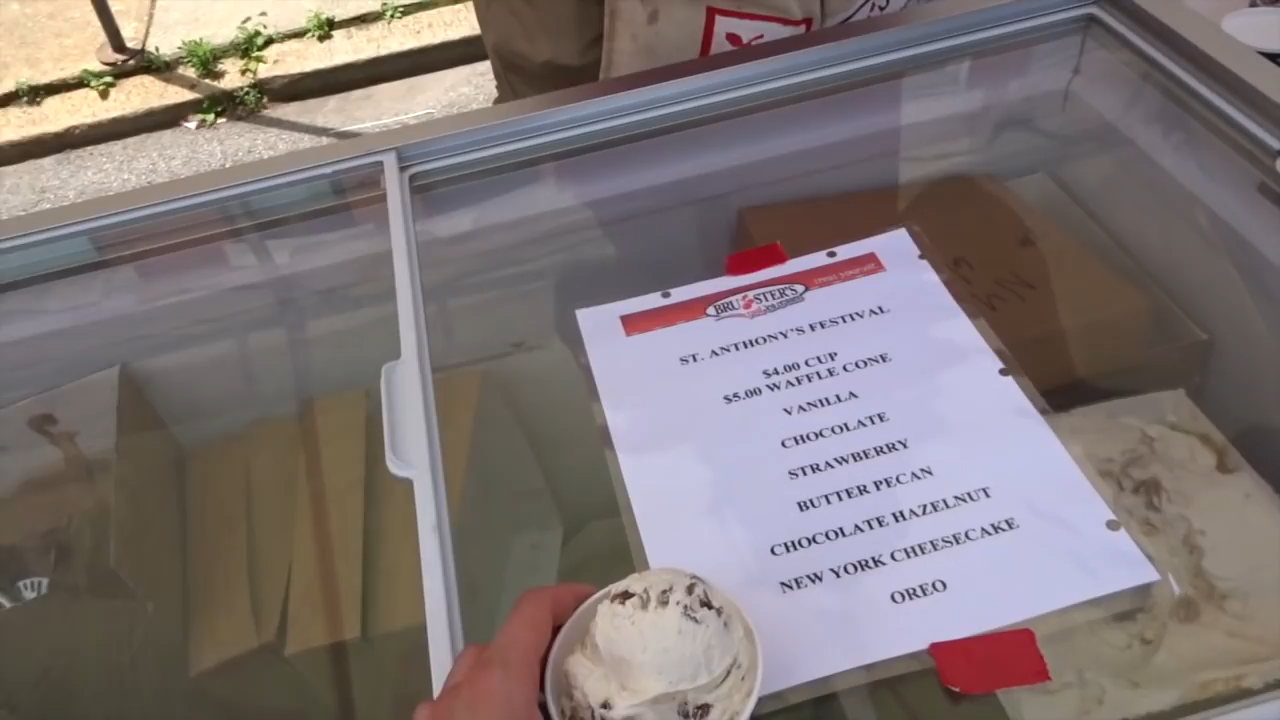 BRUSTER'S
ST. ANTHONY'S FESTIVAL
$4.00 CUP
$5.00 WAFFLE CONE
VANILLA
CHOCOLATE
STRAWBERRY
BUTTER PECAN
CHOCOLATE HAZELNUT
NEW YORK CHEESECAKE
OREO